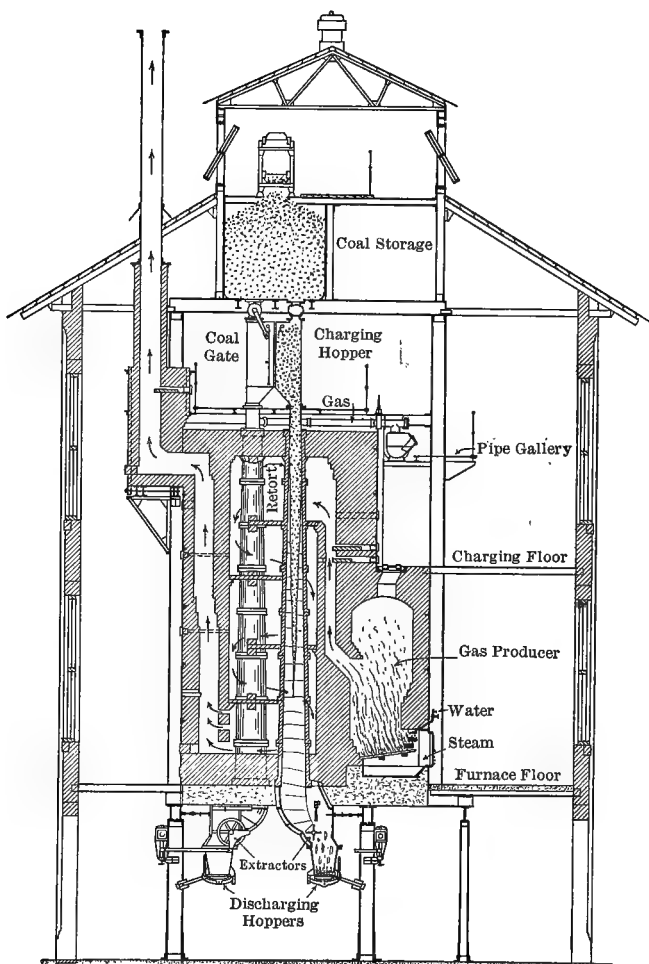 Coal Storage
Coal
Gate
Charging
Hopper
Gas
Pipe Gallery
Retort
Charging Floor
Gas Producer
Water
Steam
Furnace Floor
Extractors
Discharging
Hoppers